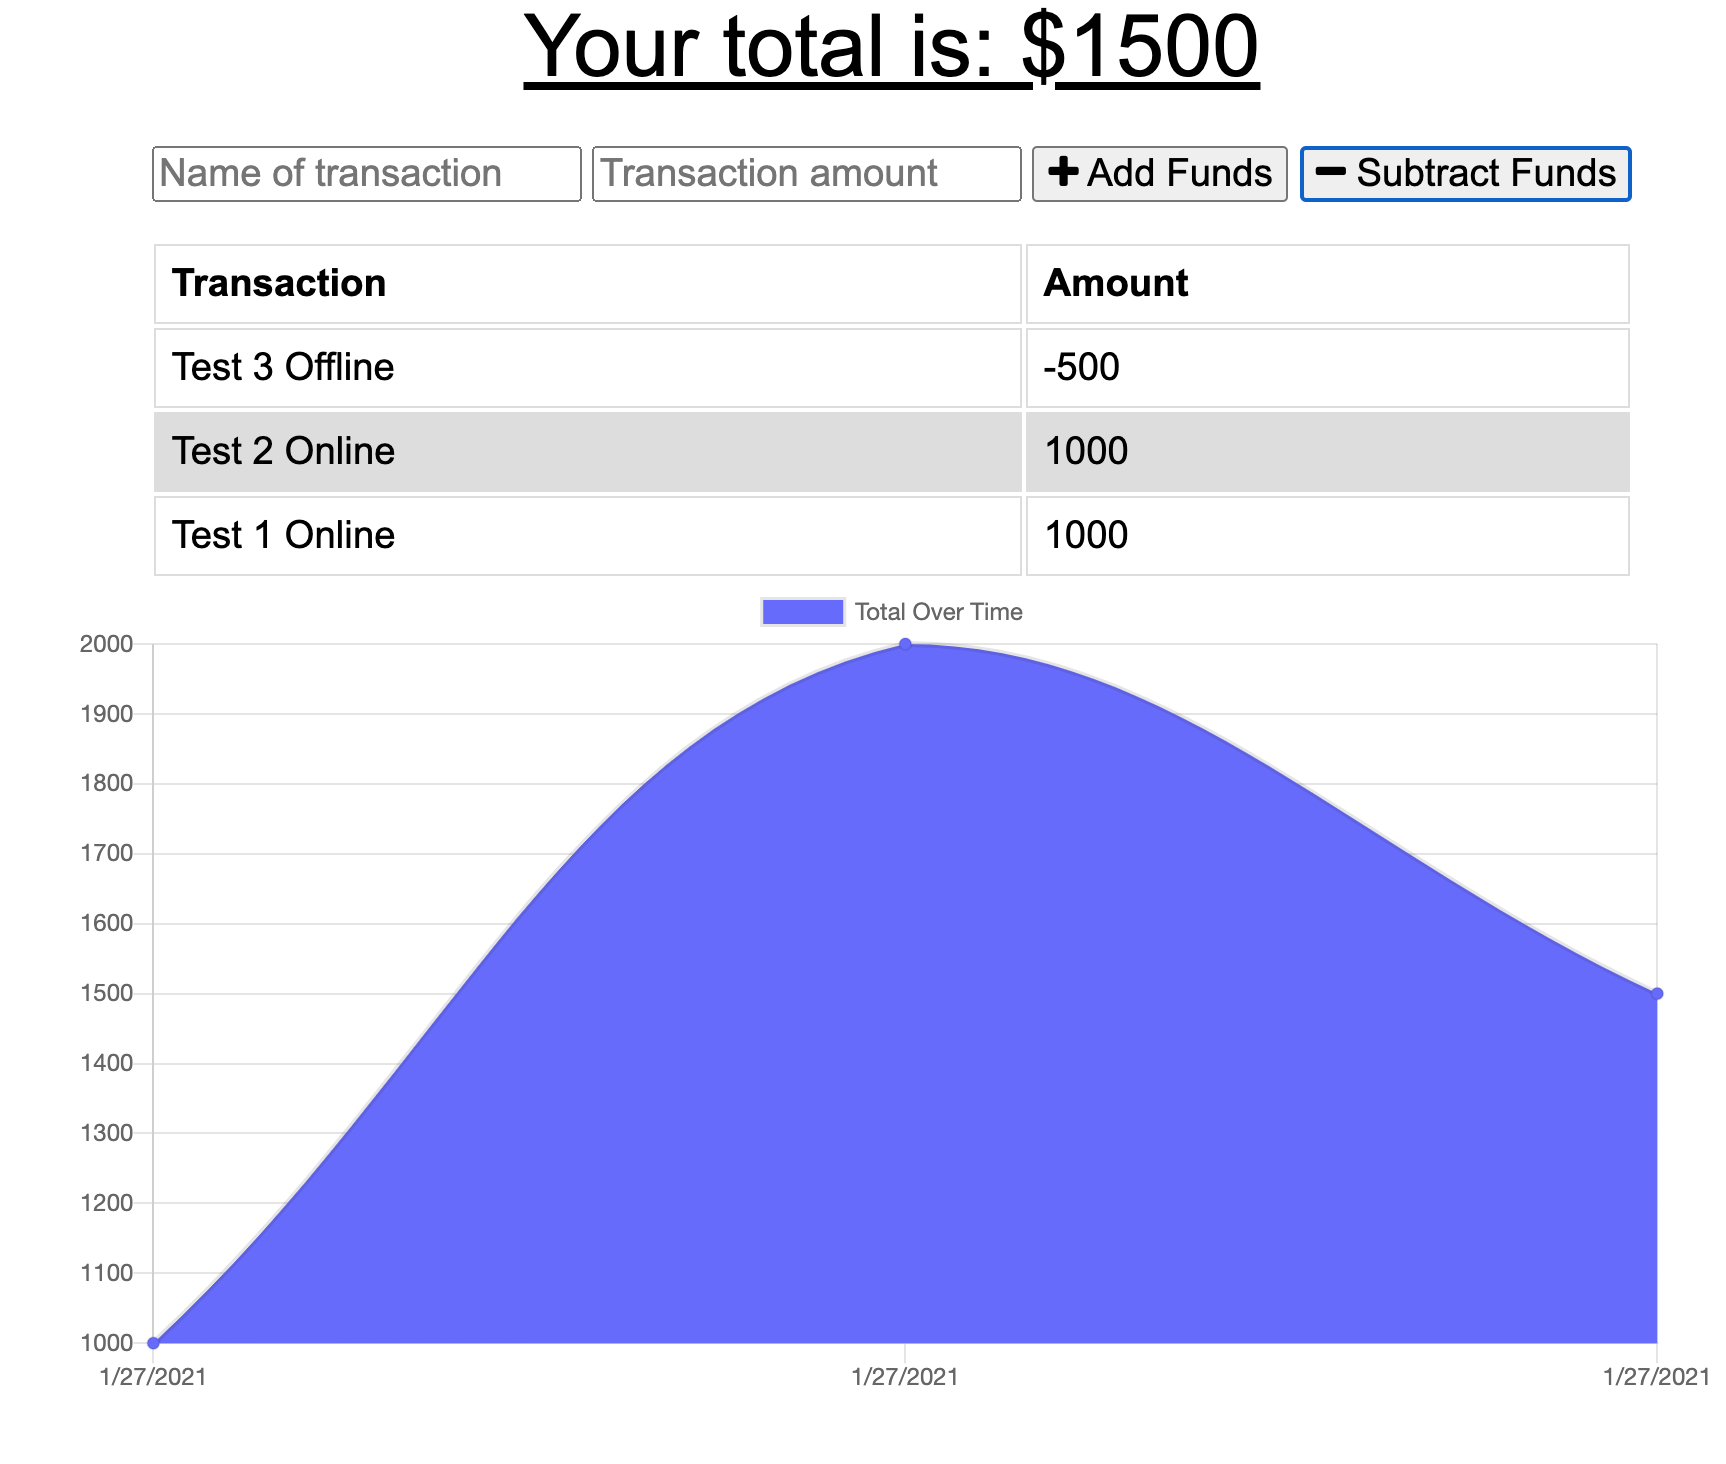 Your total is: $1500
Name of transaction Transaction amount Add Funds Subtract Funds
Transaction Amount
Test 3 Offline -500
Test 2 Online 1000
Test 1 Online 1000
Total Over Time
2000
1900
1800
1700
1600
1500
1400
1300
1200
1100
1000
1/27/2021 1/27/2021 1/27/2021